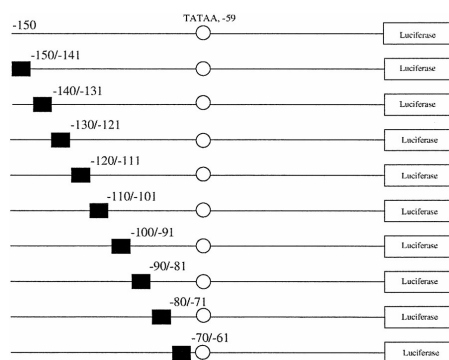 TATAA, -59
-150 Luciferase
-150/-141
Luciferase
-140/-131
Luciferase
-130/-121
Luciferase
-120/-111
Luciferase
-110/-101
Luciferase
-100/-91
Luciferase
-90/-81
Luciferase
-80/-71
Luciferase
-70/-61
Luciferase